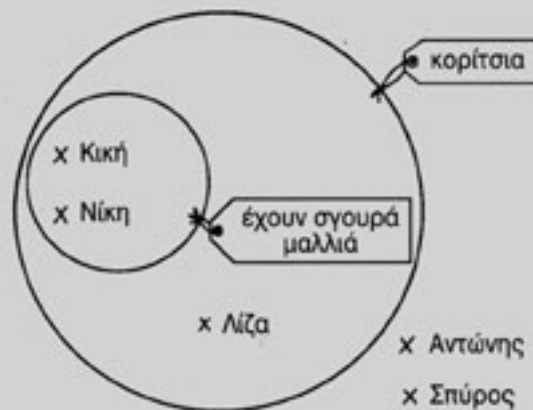 κορίτσια
Κική
Νίκη
έχουν σγουρά
μαλλιά
Λίζα
Αντώνης
Σπύρος